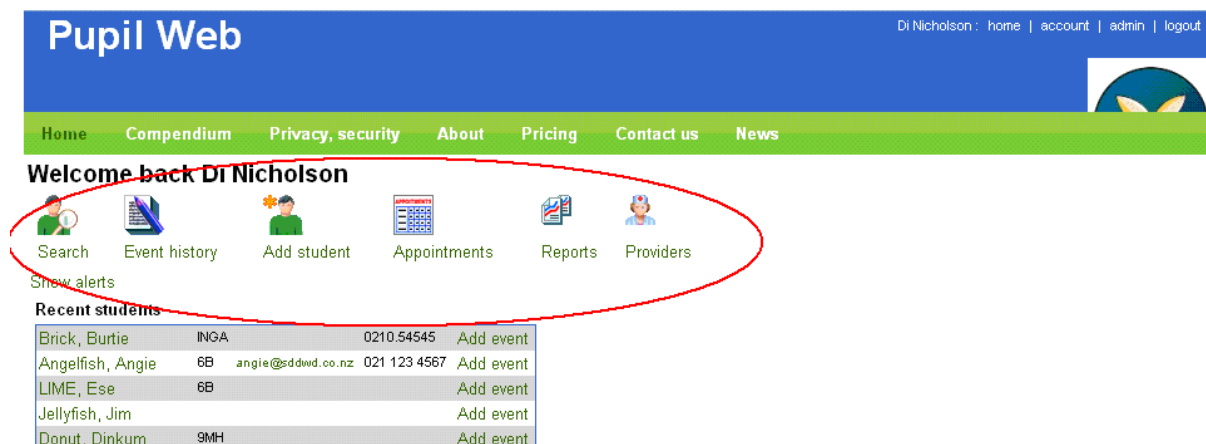 Pupil Web
Di Nicholson : home | account | admin | logout
Home Compendium Privacy, security About Pricing Contact us News
Welcome back Di Nicholson
APPOINTMENTS
Search Event history Add student Appointments Reports Providers
Show alerts
Recent students
Brick, Burtie INGA 0210.54545 Add event
Angelfish, Angie 6B angie@sddwd.co.nz 021 123 4567 Add event
LIME, Ese 6B Add event
Jellyfish, Jim Add event
Donut, Dinkum 9MH Add event